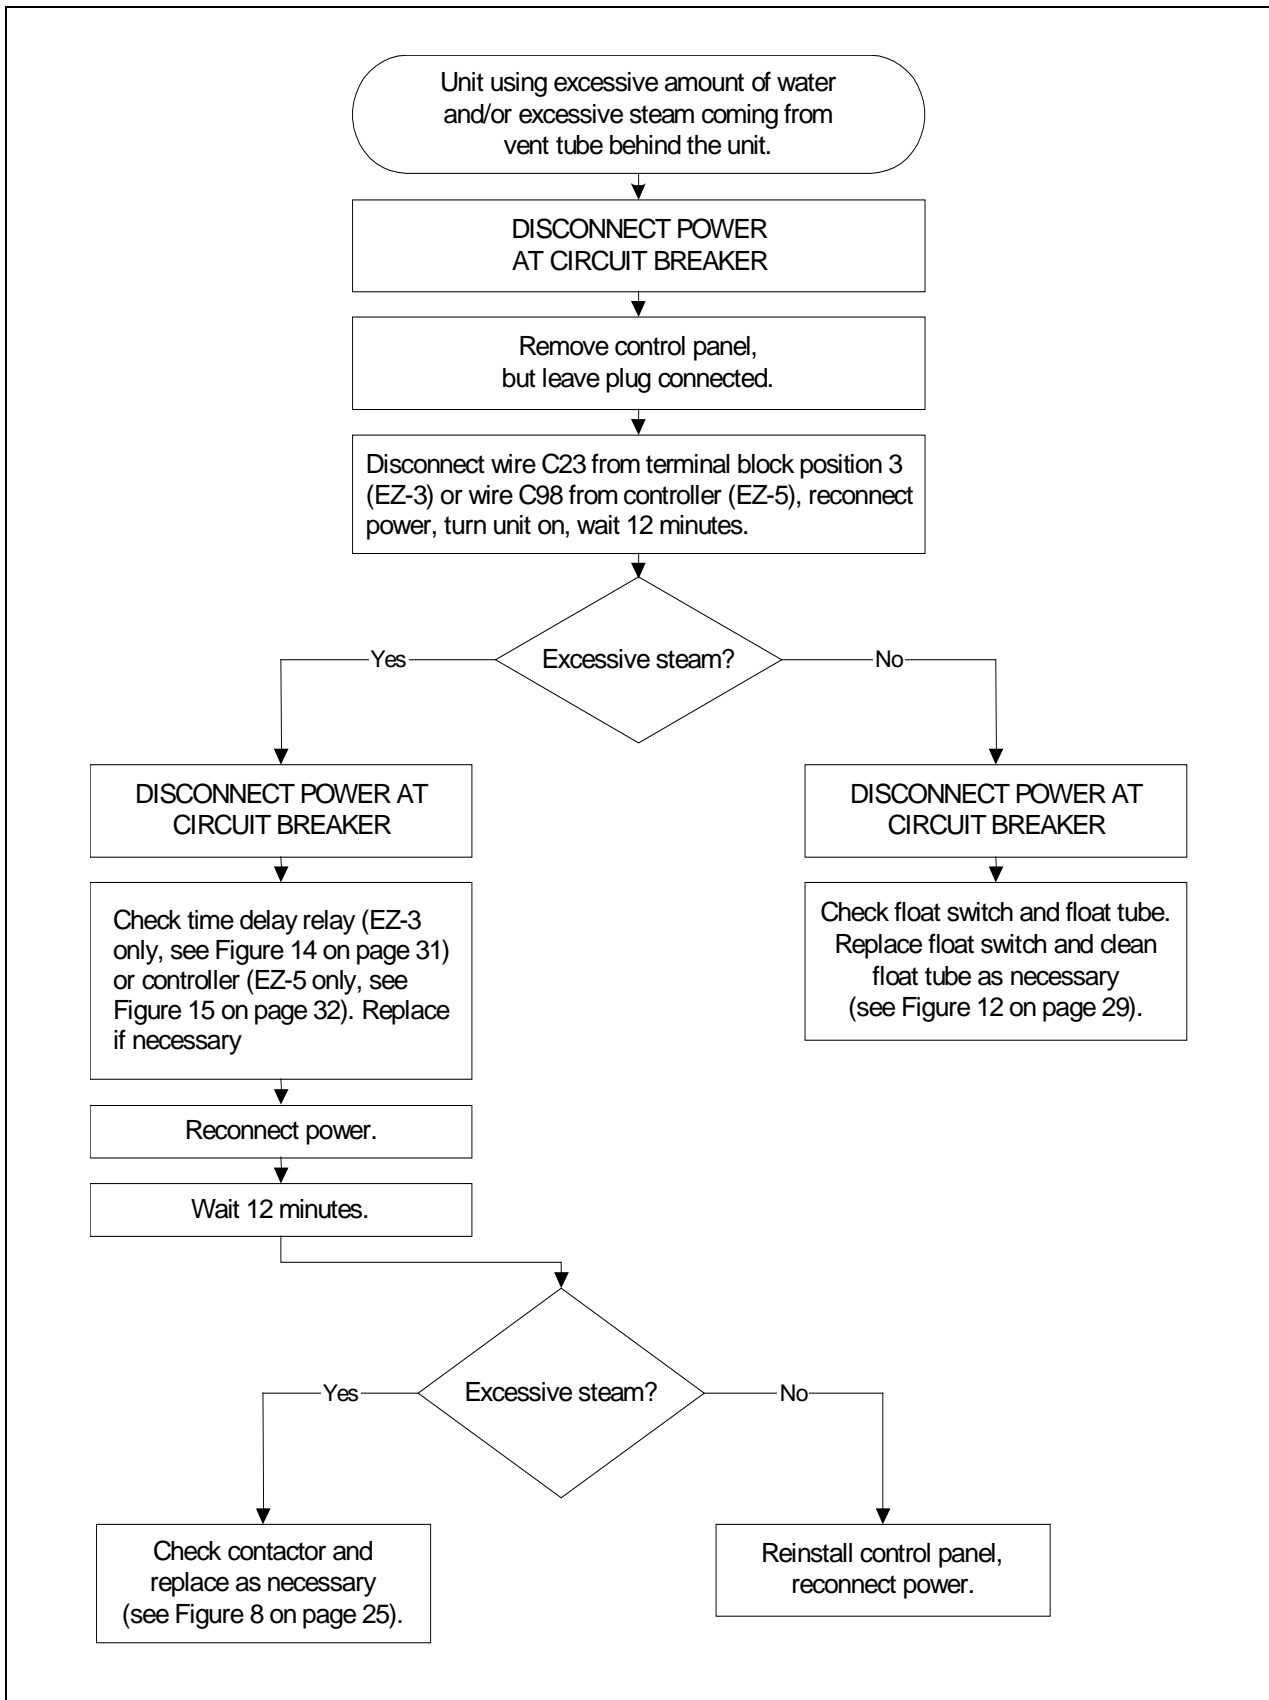 Unit using excessive amount of water
and/or excessive steam coming from
vent tube behind the unit.
DISCONNECT POWER
AT CIRCUIT BREAKER
Remove control panel,
but leave plug connected.
Disconnect wire C23 from terminal block position 3
(EZ-3) or wire C98 from controller (EZ-5), reconnect
power, turn unit on, wait 12 minutes.
Excessive steam?
Yes
No
DISCONNECT POWER AT
CIRCUIT BREAKER
Check time delay relay (EZ-3
only, see Figure 14 on page 31)
or controller (EZ-5 only, see
Figure 15 on page 32). Replace
if necessary
Reconnect power.
Wait 12 minutes.
DISCONNECT POWER AT
CIRCUIT BREAKER
Check float switch and float tube.
Replace float switch and clean
float tube as necessary
(see Figure 12 on page 29).
Excessive steam?
Yes
No
Check contactor and
replace as necessary
(see Figure 8 on page 25).
Reinstall control panel,
reconnect power.